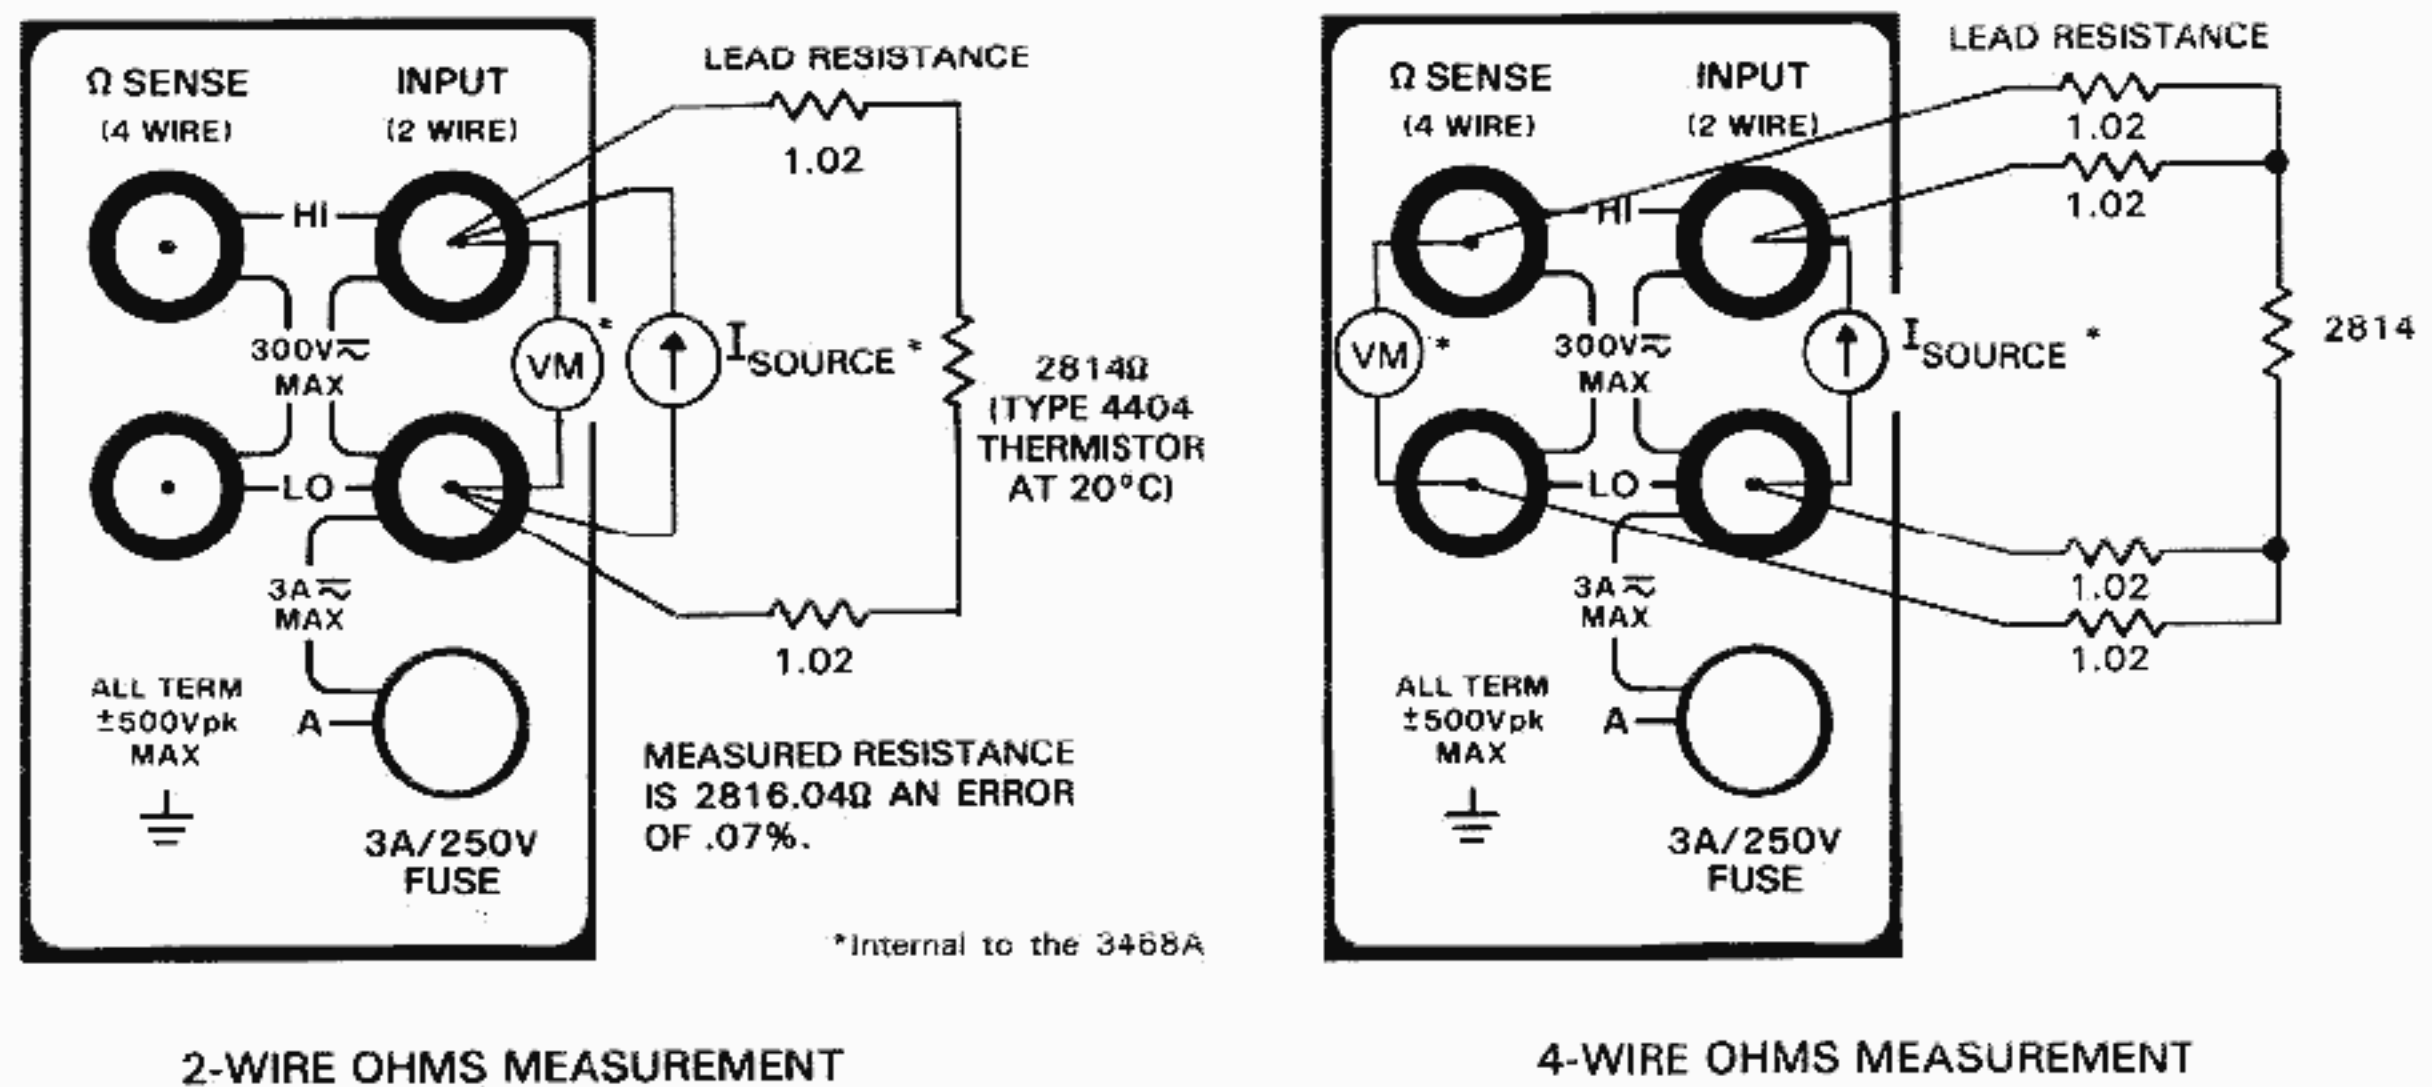 Ω SENSE
(4 WIRE)
INPUT
(2 WIRE)
HI
300V⎓
MAX
LO
3A⎓
MAX
ALL TERM
±500Vpk
MAX
A
3A/250V
FUSE
VM *
I SOURCE *
LEAD RESISTANCE
1.02
1.02
2814Ω
(TYPE 4404
THERMISTOR
AT 20°C)
MEASURED RESISTANCE
IS 2816.04Ω AN ERROR
OF .07%.
*Internal to the 3468A
2-WIRE OHMS MEASUREMENT
Ω SENSE
(4 WIRE)
INPUT
(2 WIRE)
HI
300V⎓
MAX
LO
3A⎓
MAX
ALL TERM
±500Vpk
MAX
A
3A/250V
FUSE
VM *
I SOURCE *
LEAD RESISTANCE
1.02
1.02
2814
1.02
1.02
4-WIRE OHMS MEASUREMENT